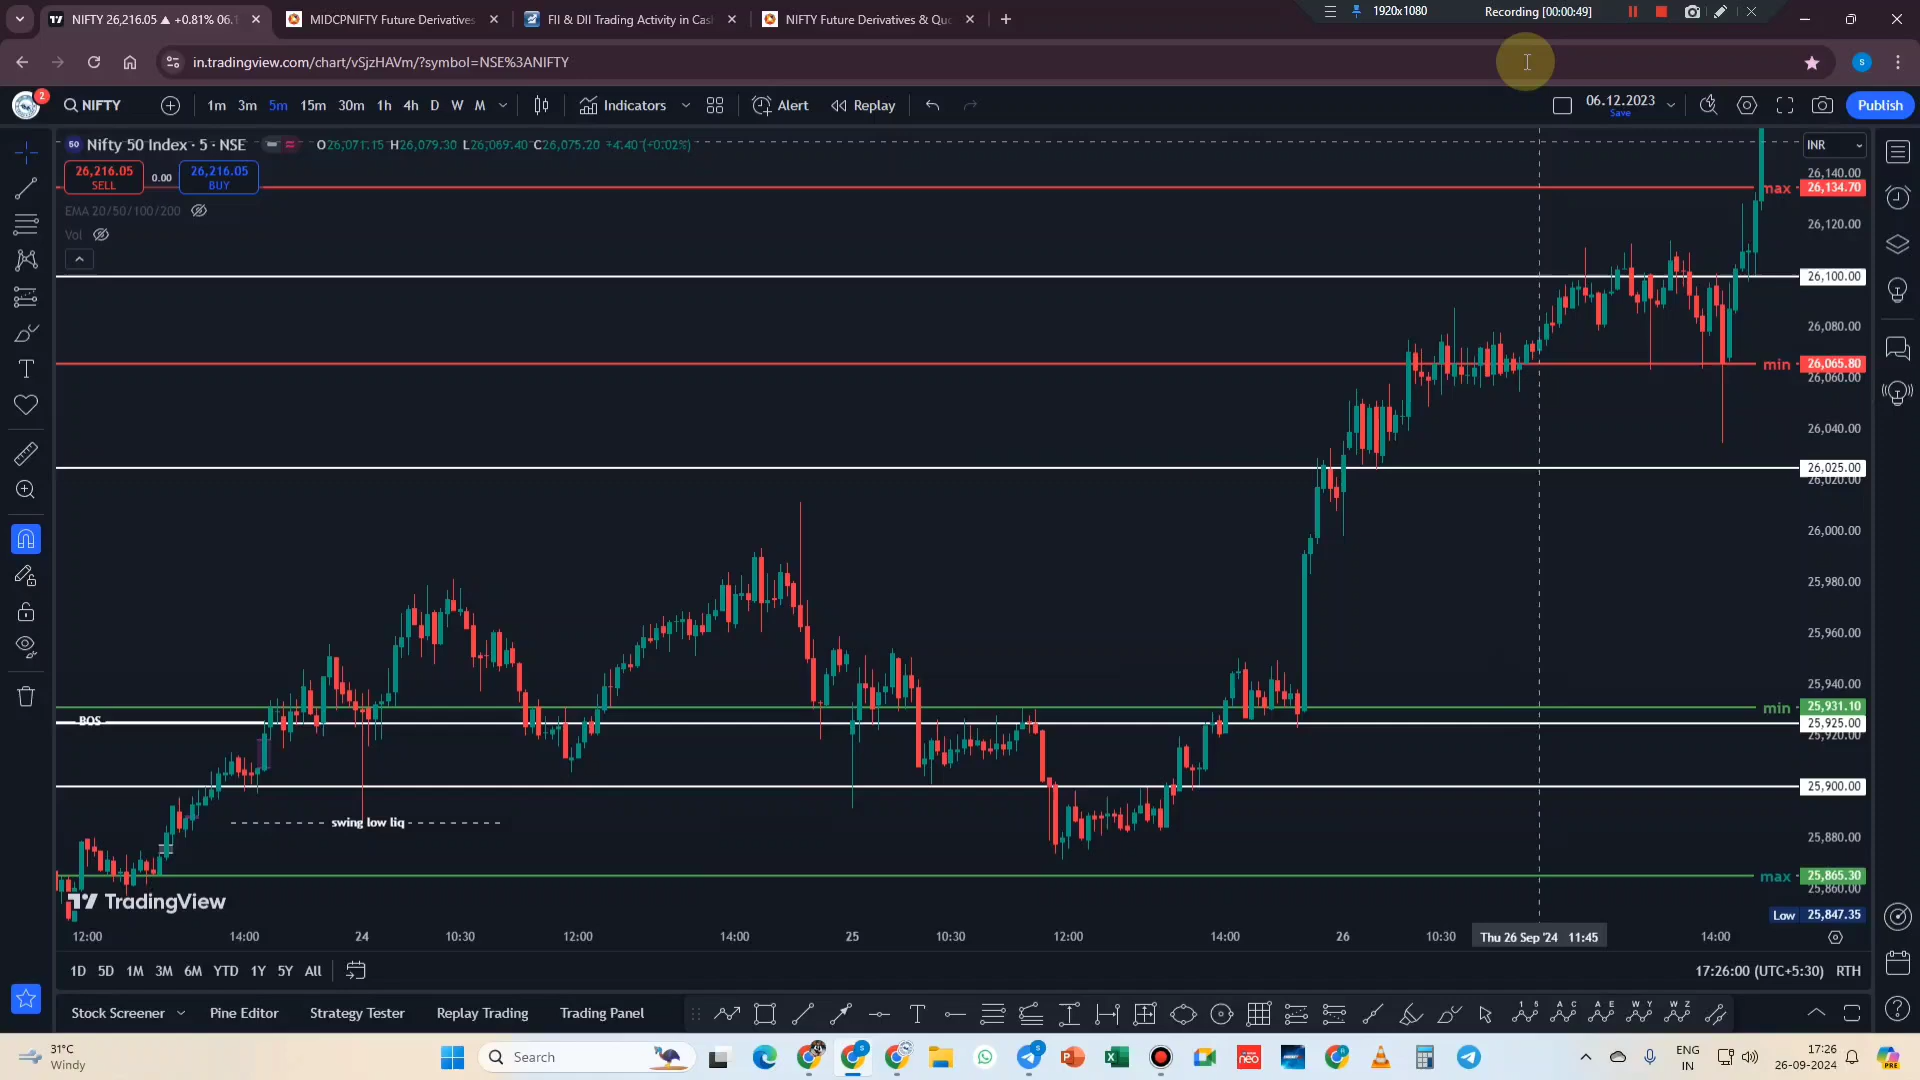 NIFTY 26,216.05 ▲ +0.81% 06.1
MIDCPNIFTY Future Derivatives
FII & DII Trading Activity in Cas
NIFTY Future Derivatives & Quo
1920x1080
Recording [00:00:49]
in.tradingview.com/chart/vSjzHAVm/?symbol=NSE%3ANIFTY
S
2
NIFTY
1m 3m 5m 15m 30m 1h 4h D W M
Indicators
Alert
Replay
06.12.2023
Save
Publish
50 Nifty 50 Index · 5 · NSE
O26,071.15 H26,079.30 L26,069.40 C26,075.20 +4.40 (+0.02%)
INR
26,216.05
SELL
0.00
26,216.05
BUY
EMA 20/50/100/200
Vol
26,140.00
max 26,134.70
26,120.00
26,100.00
26,080.00
min 26,065.80
26,060.00
26,040.00
26,025.00
26,020.00
26,000.00
25,980.00
25,960.00
25,940.00
min 25,931.10
BOS
25,925.00
25,920.00
25,900.00
swing low liq
25,880.00
max 25,865.30
25,860.00
TradingView
Low 25,847.35
12:00 14:00 24 10:30 12:00 14:00 25 10:30 12:00 14:00 26 10:30 Thu 26 Sep '24 11:45 14:00
1D 5D 1M 3M 6M YTD 1Y 5Y All
17:26:00 (UTC+5:30) RTH
Stock Screener Pine Editor Strategy Tester Replay Trading Trading Panel
31°C
Windy
Search
neo
ENG
IN
17:26
26-09-2024
PRE